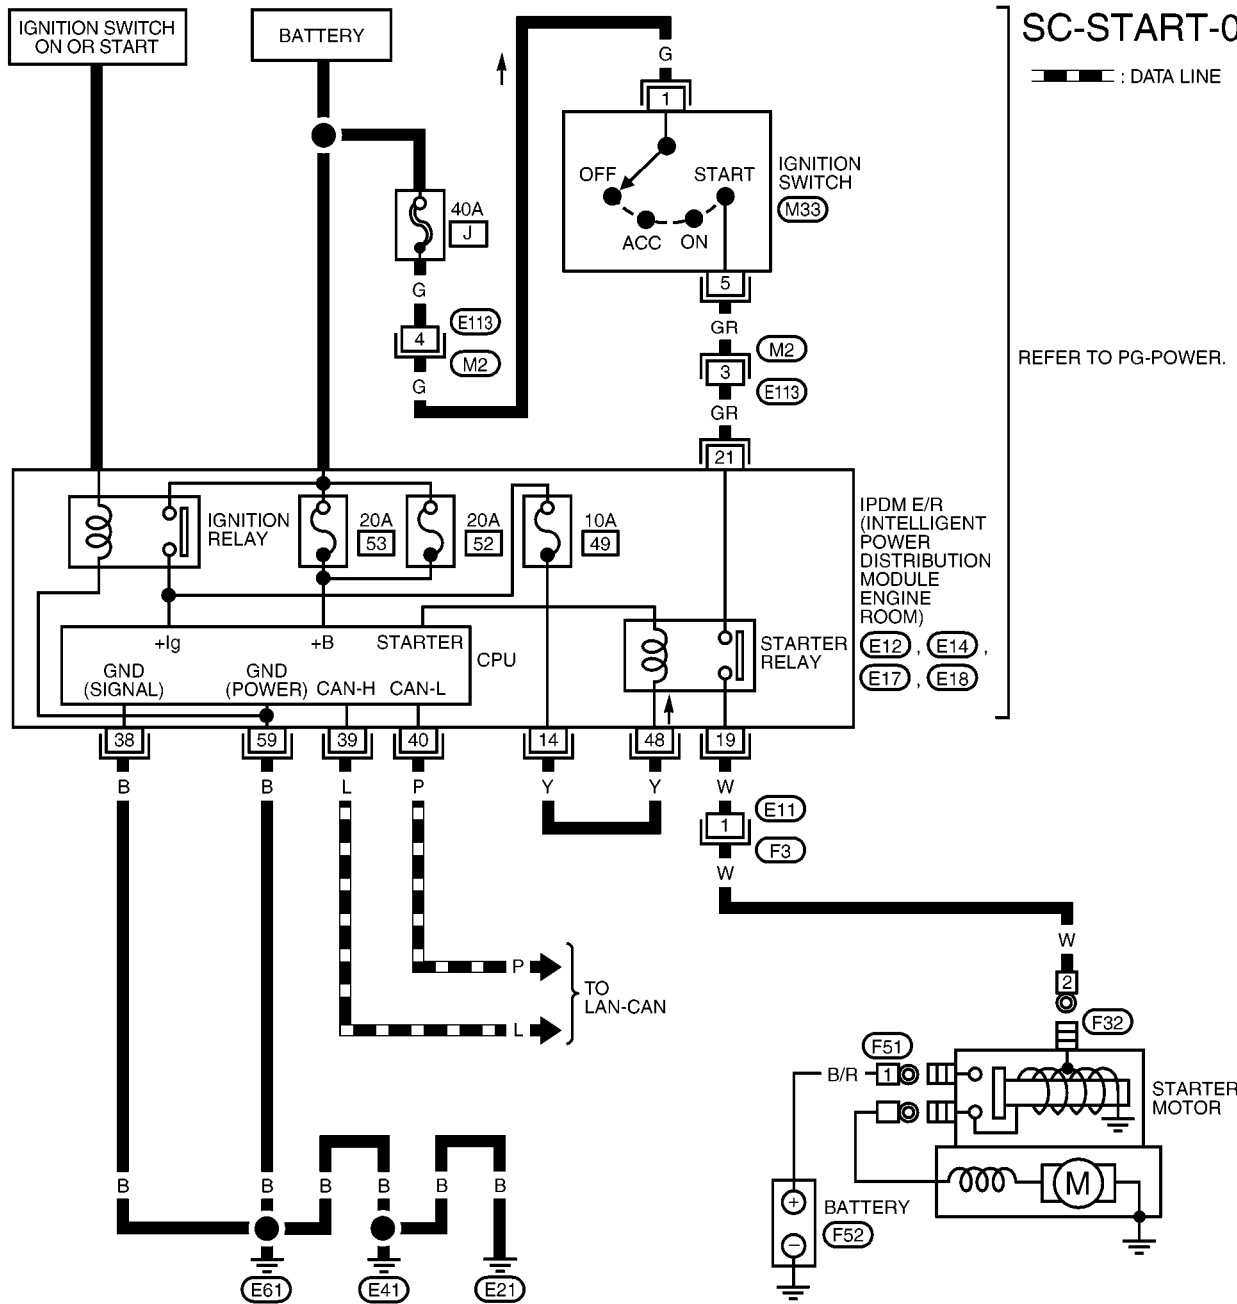 IGNITION SWITCH
ON OR START
BATTERY
SC-START-0
: DATA LINE
G
1
OFF
START
ACC
ON
IGNITION
SWITCH
M33
40A
J
G
4
E113
M2
G
5
GR
M2
3
E113
GR
21
REFER TO PG-POWER.
IGNITION
RELAY
20A
53
20A
52
10A
49
IPDM E/R
(INTELLIGENT
POWER
DISTRIBUTION
MODULE
ENGINE
ROOM)
E12 , E14 ,
E17 , E18
+Ig
+B
STARTER
CPU
GND
(SIGNAL)
GND
(POWER)
CAN-H
CAN-L
STARTER
RELAY
38
59
39
40
14
48
19
B
B
L
P
Y
Y
W
E11
1
F3
W
W
2
F32
P
L
TO
LAN-CAN
F51
B/R
1
STARTER
MOTOR
M
BATTERY
F52
+
−
B
B
B
B
B
B
E61
E41
E21